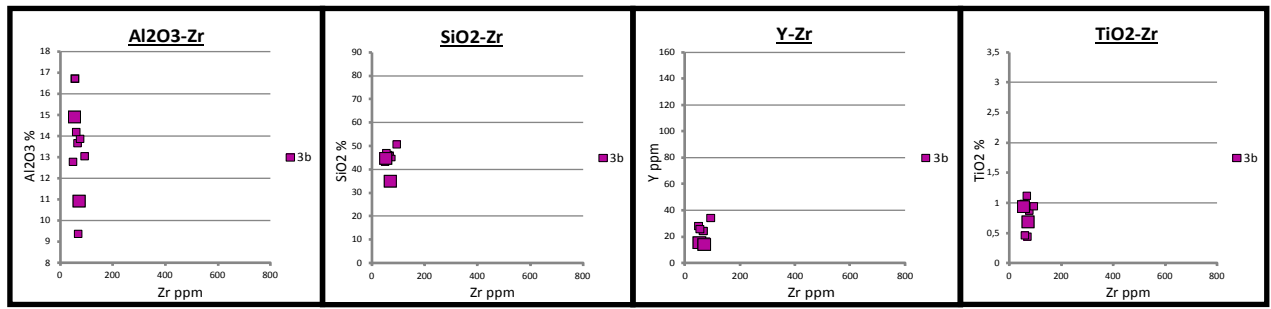 Al2O3-Zr
18
17
16
15
14
13
12
11
10
9
8
Al2O3 %
0 200 400 600 800
Zr ppm
3b
SiO2-Zr
90
80
70
60
50
40
30
20
10
0
SiO2 %
0 200 400 600 800
Zr ppm
3b
Y-Zr
160
140
120
100
80
60
40
20
0
Y ppm
0 200 400 600 800
Zr ppm
3b
TiO2-Zr
3,5
3
2,5
2
1,5
1
0,5
0
TiO2 %
0 200 400 600 800
Zr ppm
3b